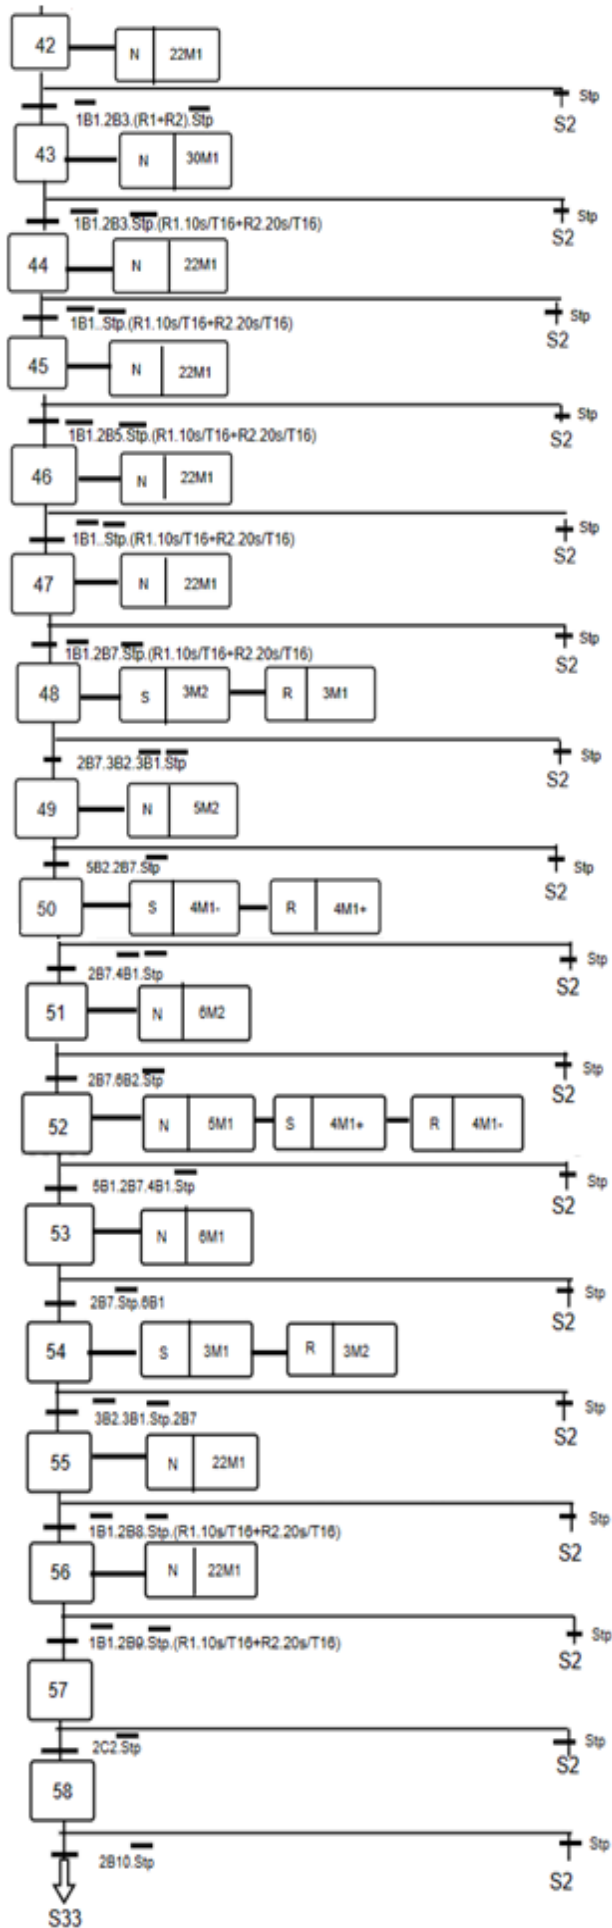 42
N 22M1
Stp
1B1.2B3.(R1+R2).Stp
S2
43
N 30M1
Stp
1B1.2B3.Stp.(R1.10s/T16+R2.20s/T16)
S2
44
N 22M1
Stp
1B1..Stp.(R1.10s/T16+R2.20s/T16)
S2
45
N 22M1
Stp
1B1.2B5.Stp.(R1.10s/T16+R2.20s/T16)
S2
46
N 22M1
Stp
1B1..Stp.(R1.10s/T16+R2.20s/T16)
S2
47
N 22M1
Stp
1B1.2B7.Stp.(R1.10s/T16+R2.20s/T16)
S2
48
S 3M2 R 3M1
Stp
2B7.3B2.3B1.Stp
S2
49
N 5M2
Stp
5B2.2B7.Stp
S2
50
S 4M1- R 4M1+
Stp
2B7.4B1.Stp
S2
51
N 6M2
Stp
2B7.6B2.Stp
S2
52
N 5M1 S 4M1+ R 4M1-
Stp
5B1.2B7.4B1.Stp
S2
53
N 6M1
Stp
2B7.Stp.6B1
S2
54
S 3M1 R 3M2
Stp
3B2.3B1.Stp.2B7
S2
55
N 22M1
Stp
1B1.2B8.Stp.(R1.10s/T16+R2.20s/T16)
S2
56
N 22M1
Stp
1B1.2B9.Stp.(R1.10s/T16+R2.20s/T16)
S2
57
Stp
2C2.Stp
S2
58
Stp
2B10.Stp
S2
S33